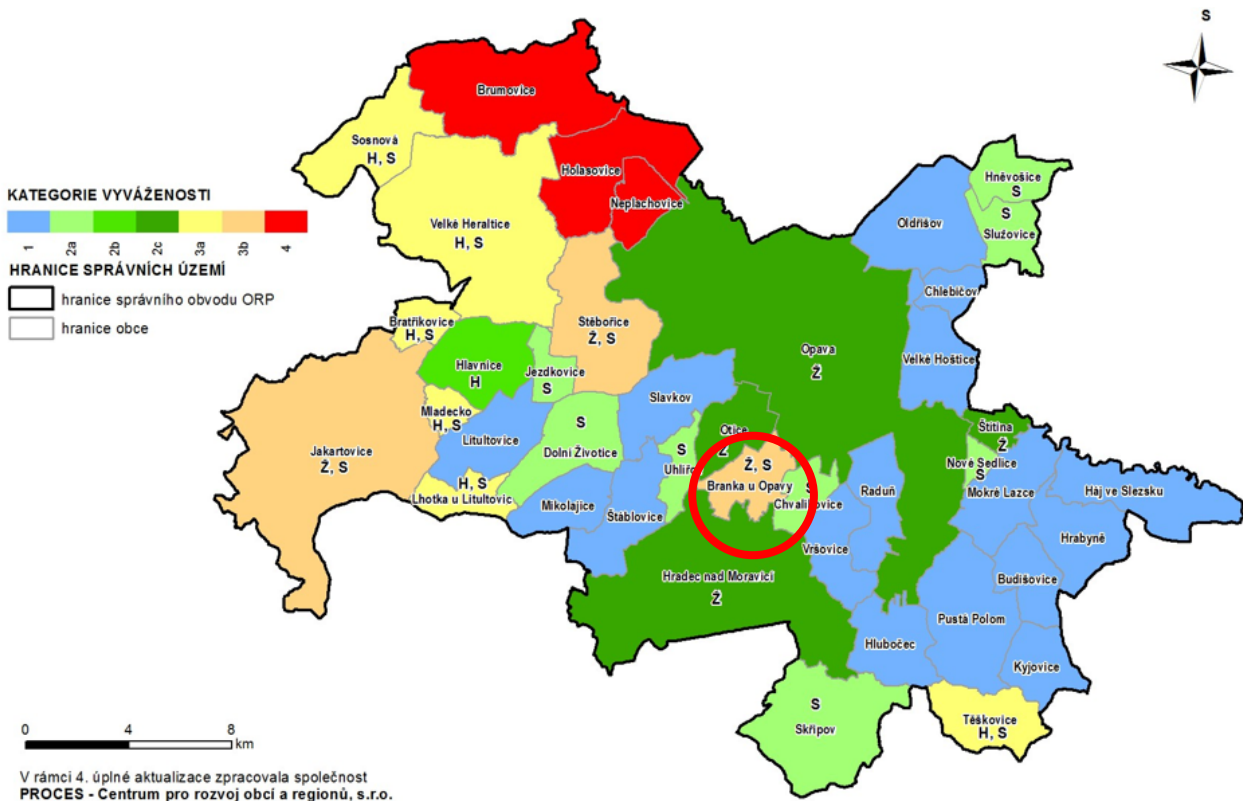 S
Brumovice
Sosnová
H, S
Hněvošice
S
Holasovice
S
Služovice
KATEGORIE VYVÁŽENOSTI
Neplachovice
Oldřišov
1 2a 2b 2c 3a 3b 4
Velké Heraltice
H, S
HRANICE SPRÁVNÍCH ÚZEMÍ
hranice správního obvodu ORP
Chlebičov
hranice obce
Bratříkovice
H, S
Stěbořice
Ž, S
Opava
Ž
Velké Hoštice
Hlavnice
H
Jezdkovice
S
Slavkov
Mladecko
H, S
Otice
Ž
Štítina
Ž
Jakartovice
Ž, S
Litultovice
S
Dolní Životice
S
Uhlířo
Ž, S
Branka u Opavy
Nové Sedlice
S
Mokré Lazce
Háj ve Slezsku
H, S
Lhotka u Litultovic
S
Chvalíkovice
Raduň
Mikolajice
Štáblovice
Hrabyně
Vršovice
Budišovice
Hradec nad Moravicí
Ž
Pustá Polom
Hlubočec
Kyjovice
S
Skřipov
Těškovice
H, S
0 4 8
km
V rámci 4. úplné aktualizace zpracovala společnost
PROCES - Centrum pro rozvoj obcí a regionů, s.r.o.